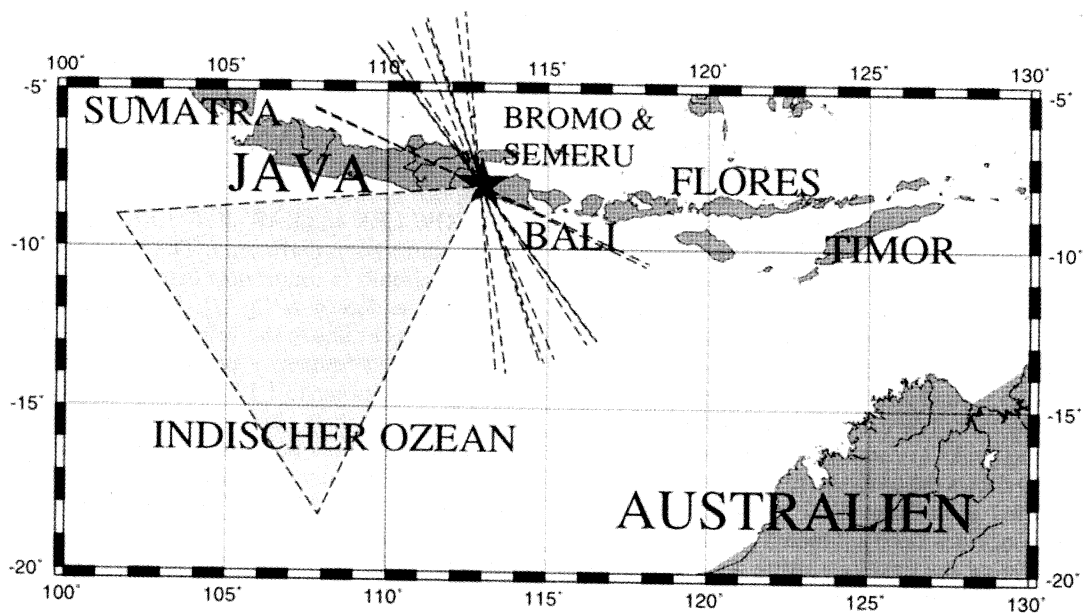 100° 105° 110° 115° 120° 125° 130°
-5° -5°
SUMATRA
BROMO &
SEMERU
JAVA
FLORES
BALI
TIMOR
-10° -10°
-15° -15°
INDISCHER OZEAN
AUSTRALIEN
-20° -20°
100° 105° 110° 115° 120° 125° 130°